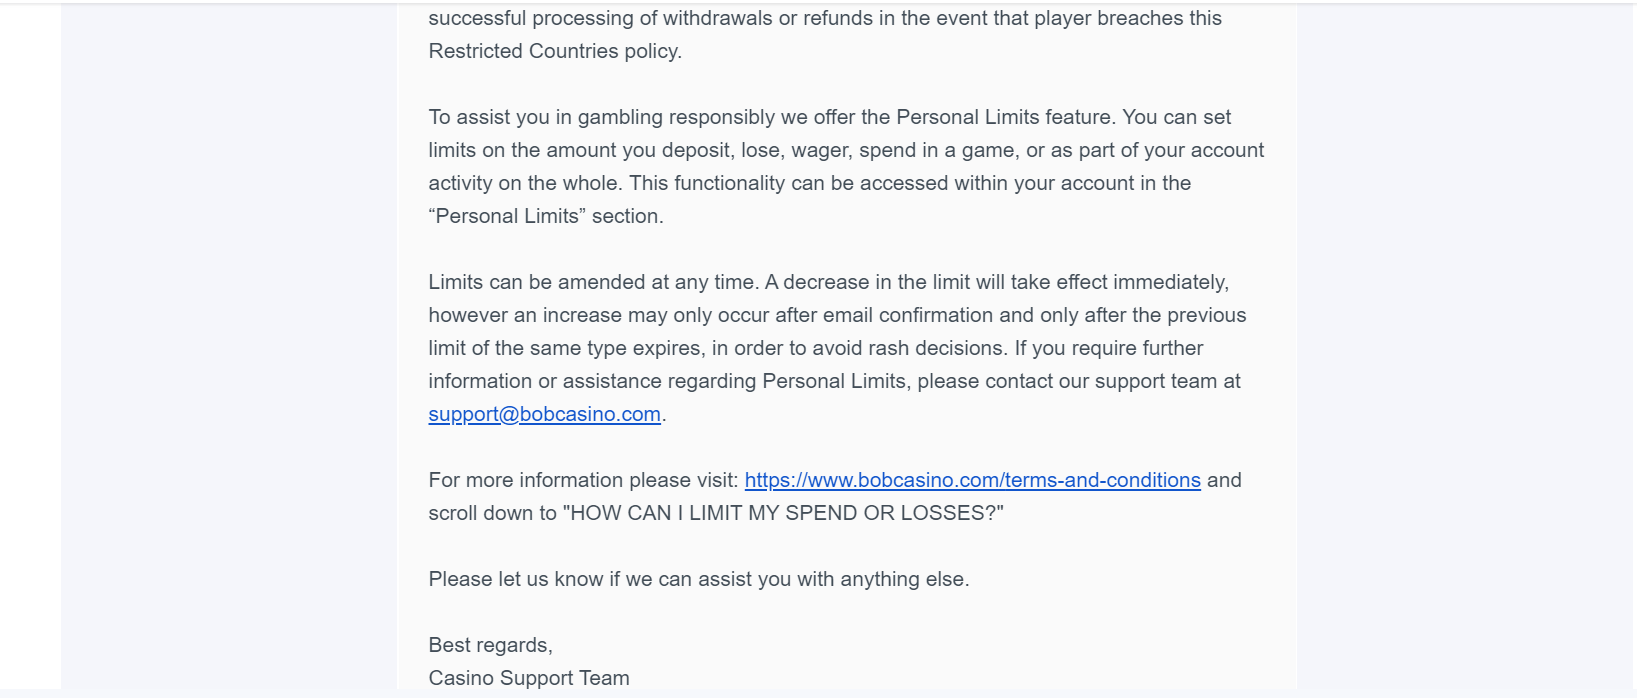 successful processing of withdrawals or refunds in the event that player breaches this
Restricted Countries policy.
To assist you in gambling responsibly we offer the Personal Limits feature. You can set
limits on the amount you deposit, lose, wager, spend in a game, or as part of your account
activity on the whole. This functionality can be accessed within your account in the
“Personal Limits” section.
Limits can be amended at any time. A decrease in the limit will take effect immediately,
however an increase may only occur after email confirmation and only after the previous
limit of the same type expires, in order to avoid rash decisions. If you require further
information or assistance regarding Personal Limits, please contact our support team at
support@bobcasino.com.
For more information please visit: https://www.bobcasino.com/terms-and-conditions and
scroll down to "HOW CAN I LIMIT MY SPEND OR LOSSES?"
Please let us know if we can assist you with anything else.
Best regards,
Casino Support Team